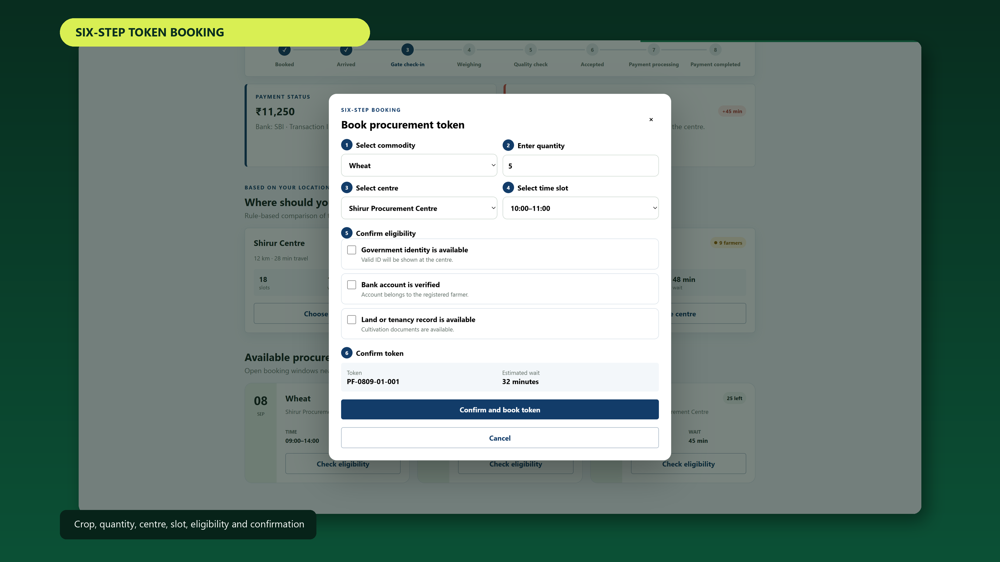 SIX-STEP TOKEN BOOKING
✓ ✓ 3 4 5 6 7 8
Booked Arrived Gate check-in Weighing Quality check Accepted Payment processing Payment completed
PAYMENT STATUS
₹11,250
+45 min
Bank: SBI · Transaction
the centre.
BASED ON YOUR LOCATION
Where should
Rule-based comparison of
Shirur Centre
9 farmers
12 km · 28 min travel
18
slots
48 min
wait
Choose
centre
Available
Open booking windows
08
SEP
Wheat
25 left
Shirur
Centre
TIME
09:00–14:00
WAIT
45 min
Check eligibility
Check eligibility
Check eligibility
SIX-STEP BOOKING
Book procurement token
×
1 Select commodity
Wheat
2 Enter quantity
5
3 Select centre
Shirur Procurement Centre
4 Select time slot
10:00–11:00
5 Confirm eligibility
Government identity is available
Valid ID will be shown at the centre.
Bank account is verified
Account belongs to the registered farmer.
Land or tenancy record is available
Cultivation documents are available.
6 Confirm token
Token
PF-0809-01-001
Estimated wait
32 minutes
Confirm and book token
Cancel
Crop, quantity, centre, slot, eligibility and confirmation